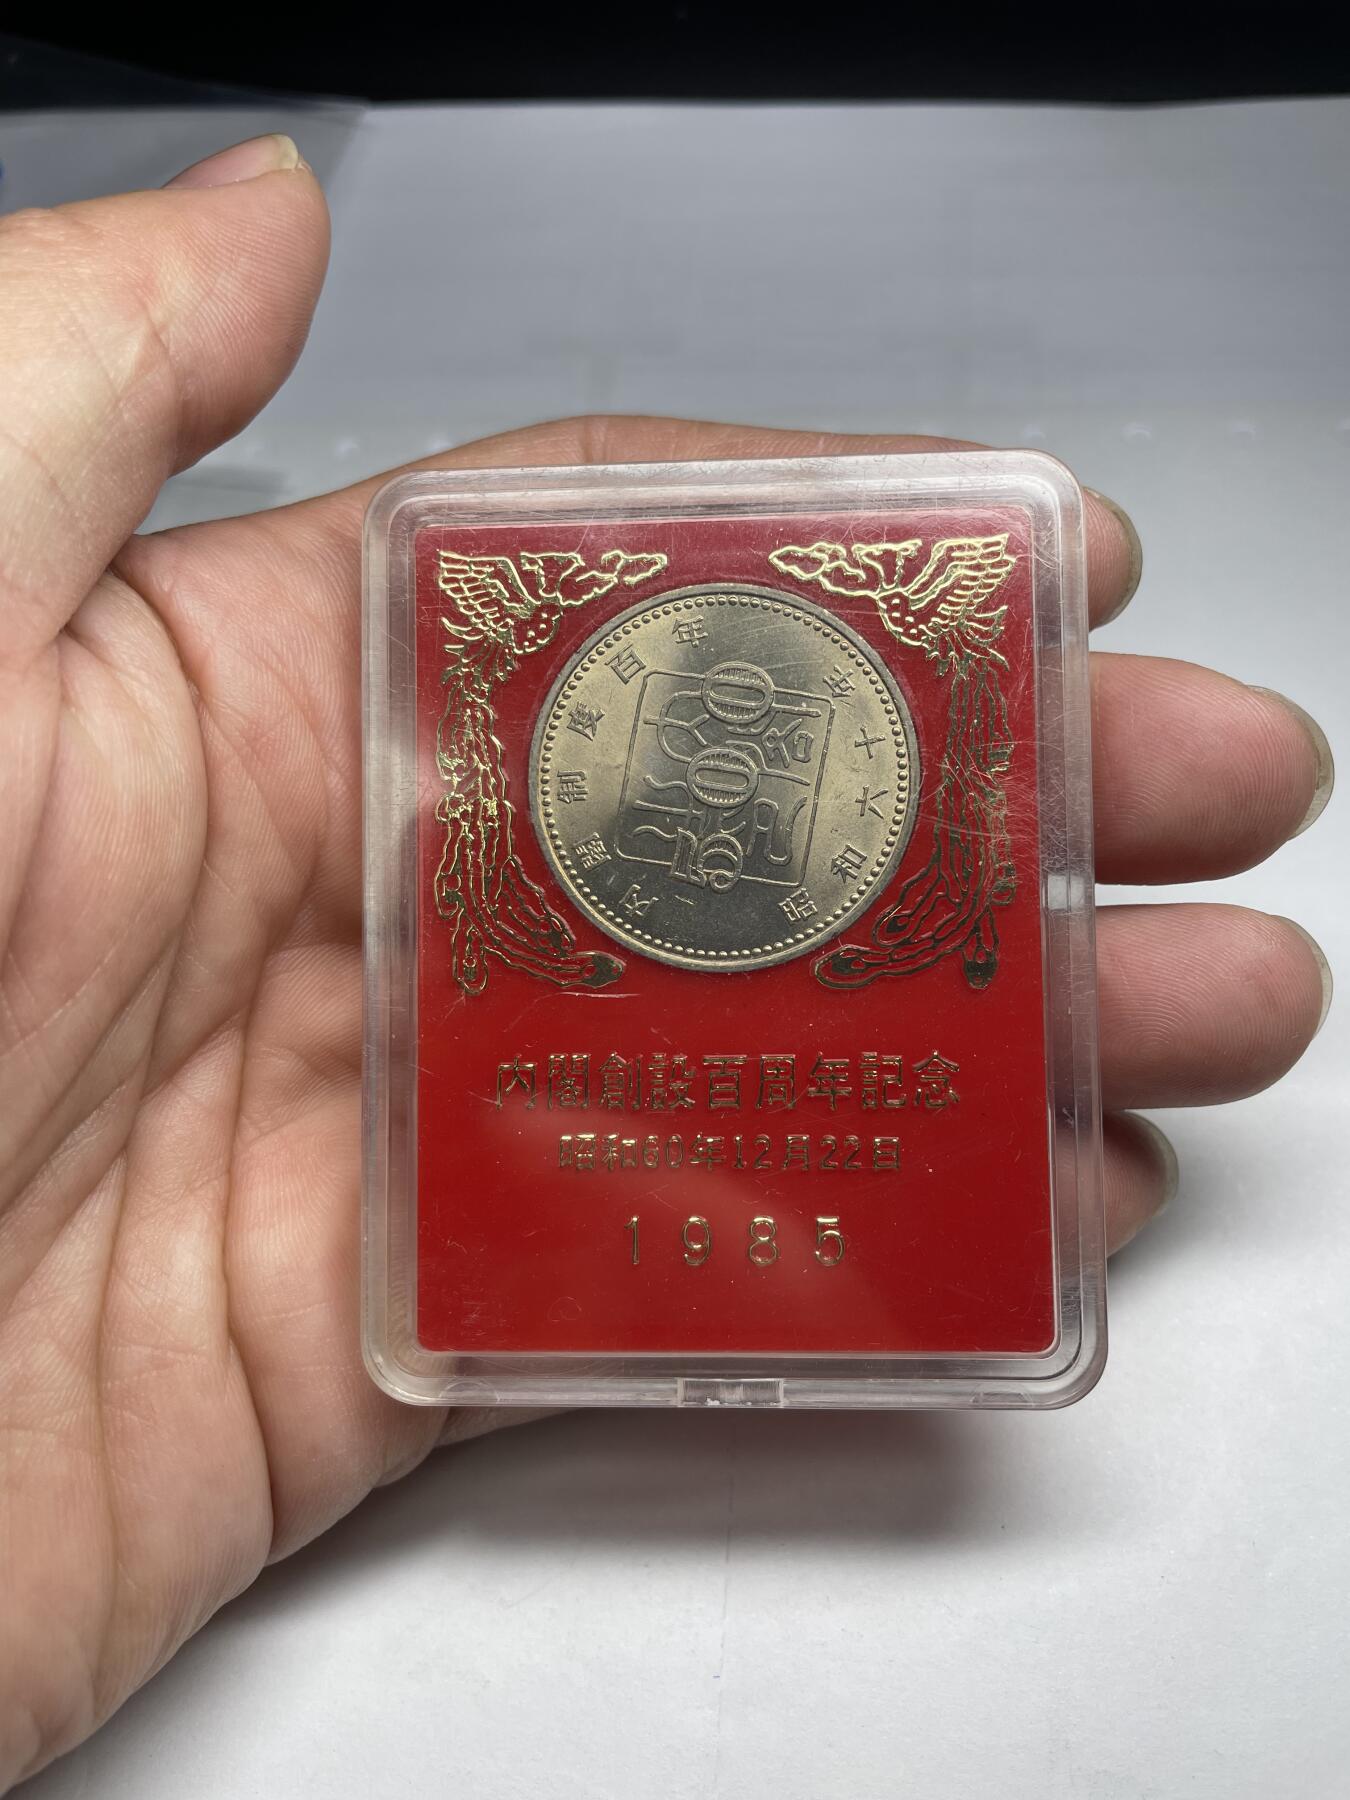 内閣制度百年
昭和六十年
500
内閣創設百周年記念
昭和60年12月22日
1985